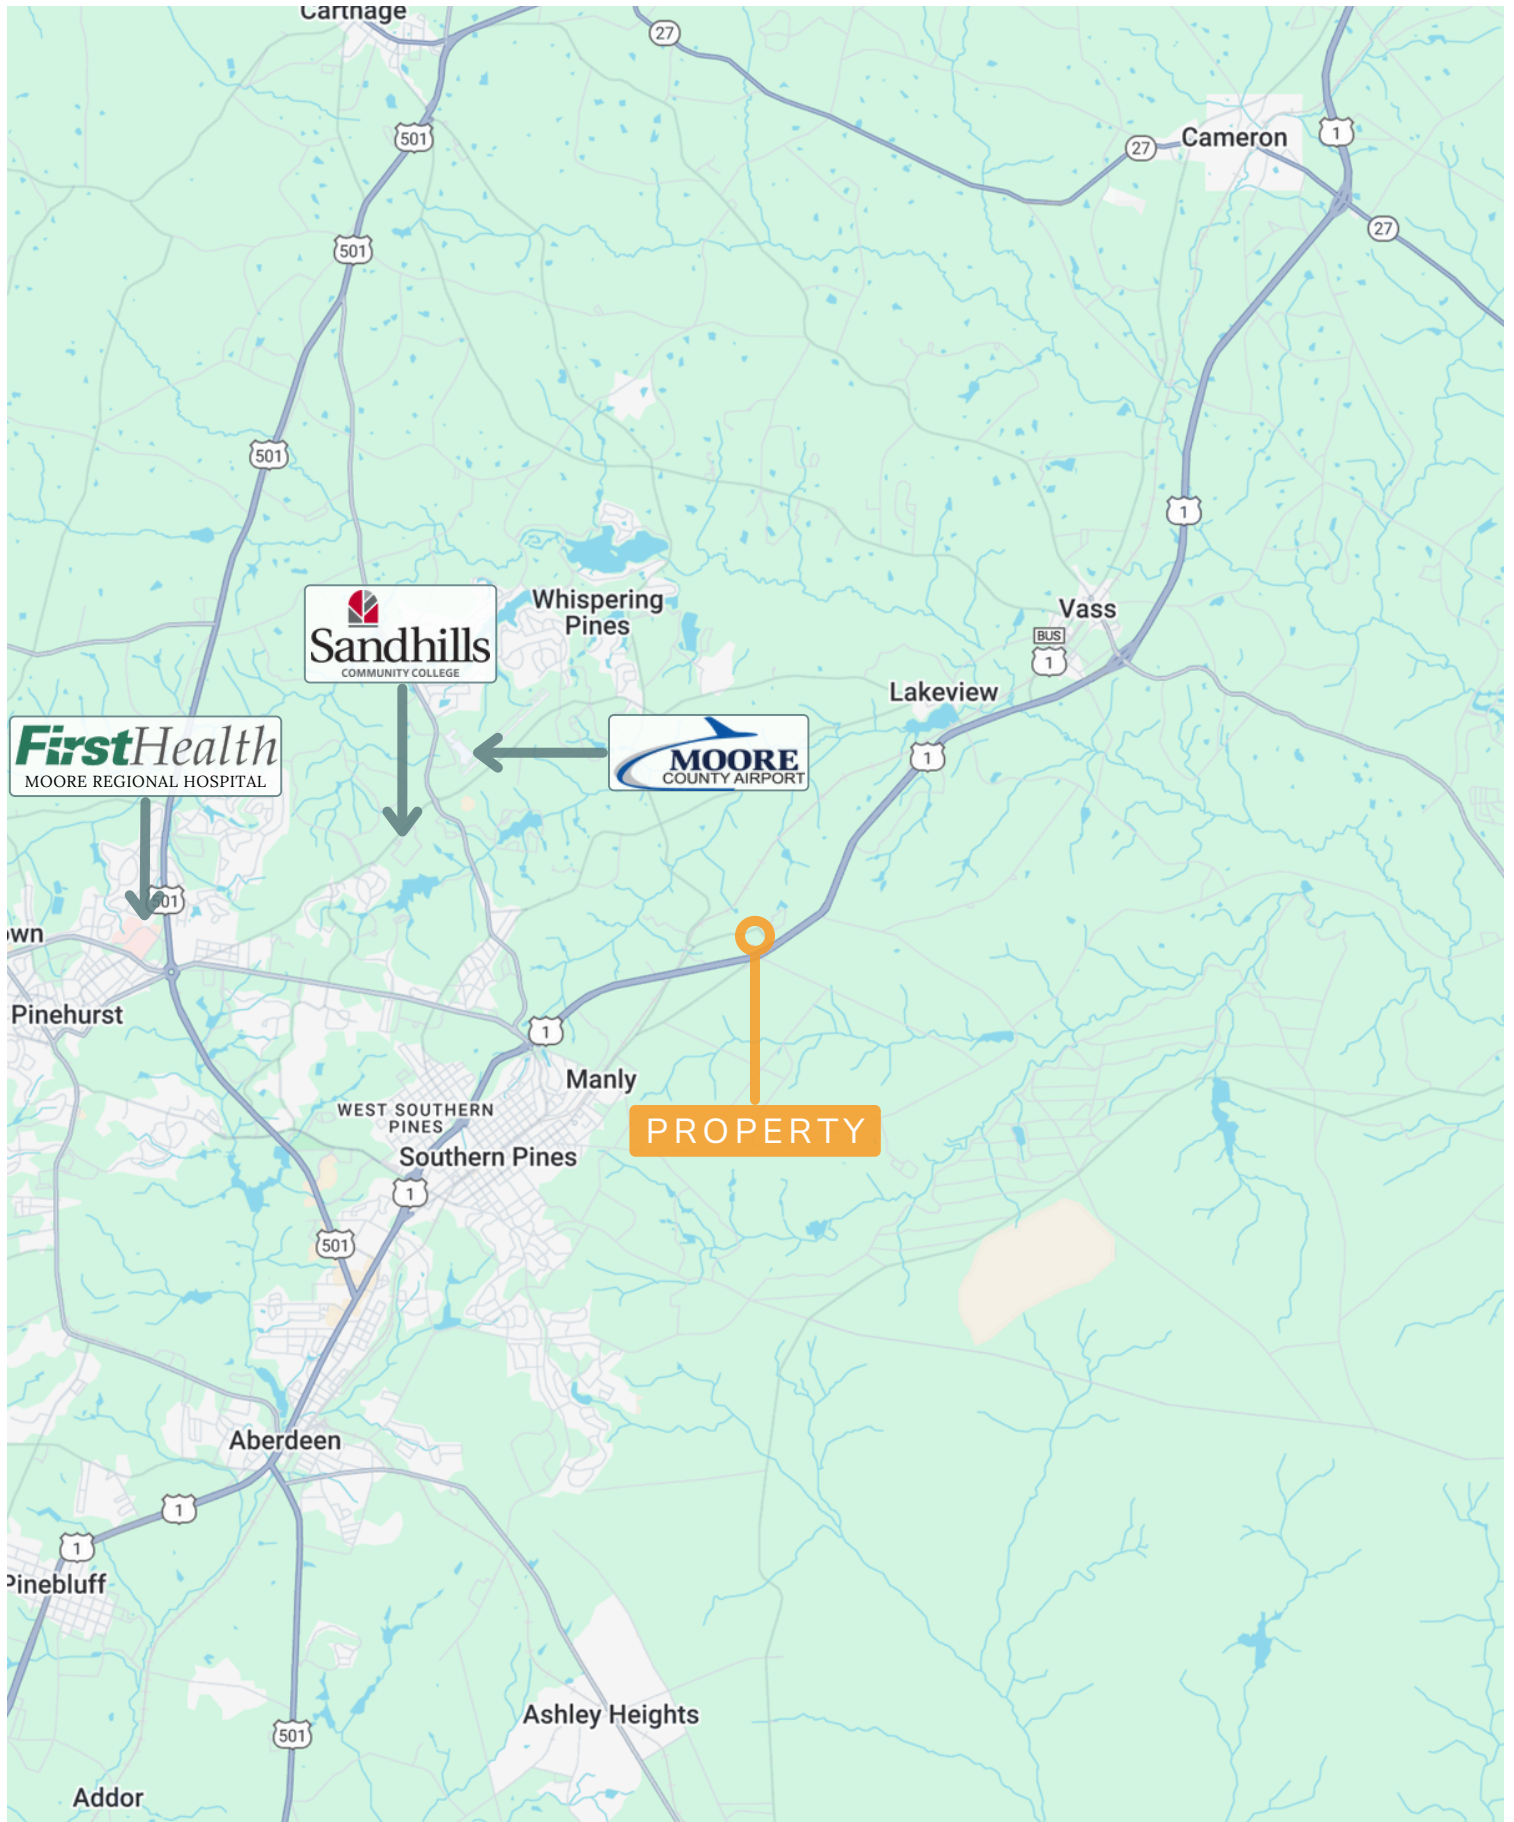 Carthage
27
501
27
Cameron
1
27
501
501
1
Whispering
Pines
Vass
BUS
1
Sandhills
COMMUNITY COLLEGE
Lakeview
FirstHealth
MOORE REGIONAL HOSPITAL
MOORE
COUNTY AIRPORT
1
501
own
Pinehurst
1
Manly
WEST SOUTHERN
PINES
PROPERTY
Southern Pines
1
501
Aberdeen
1
1
Pinebluff
Ashley Heights
501
Addor